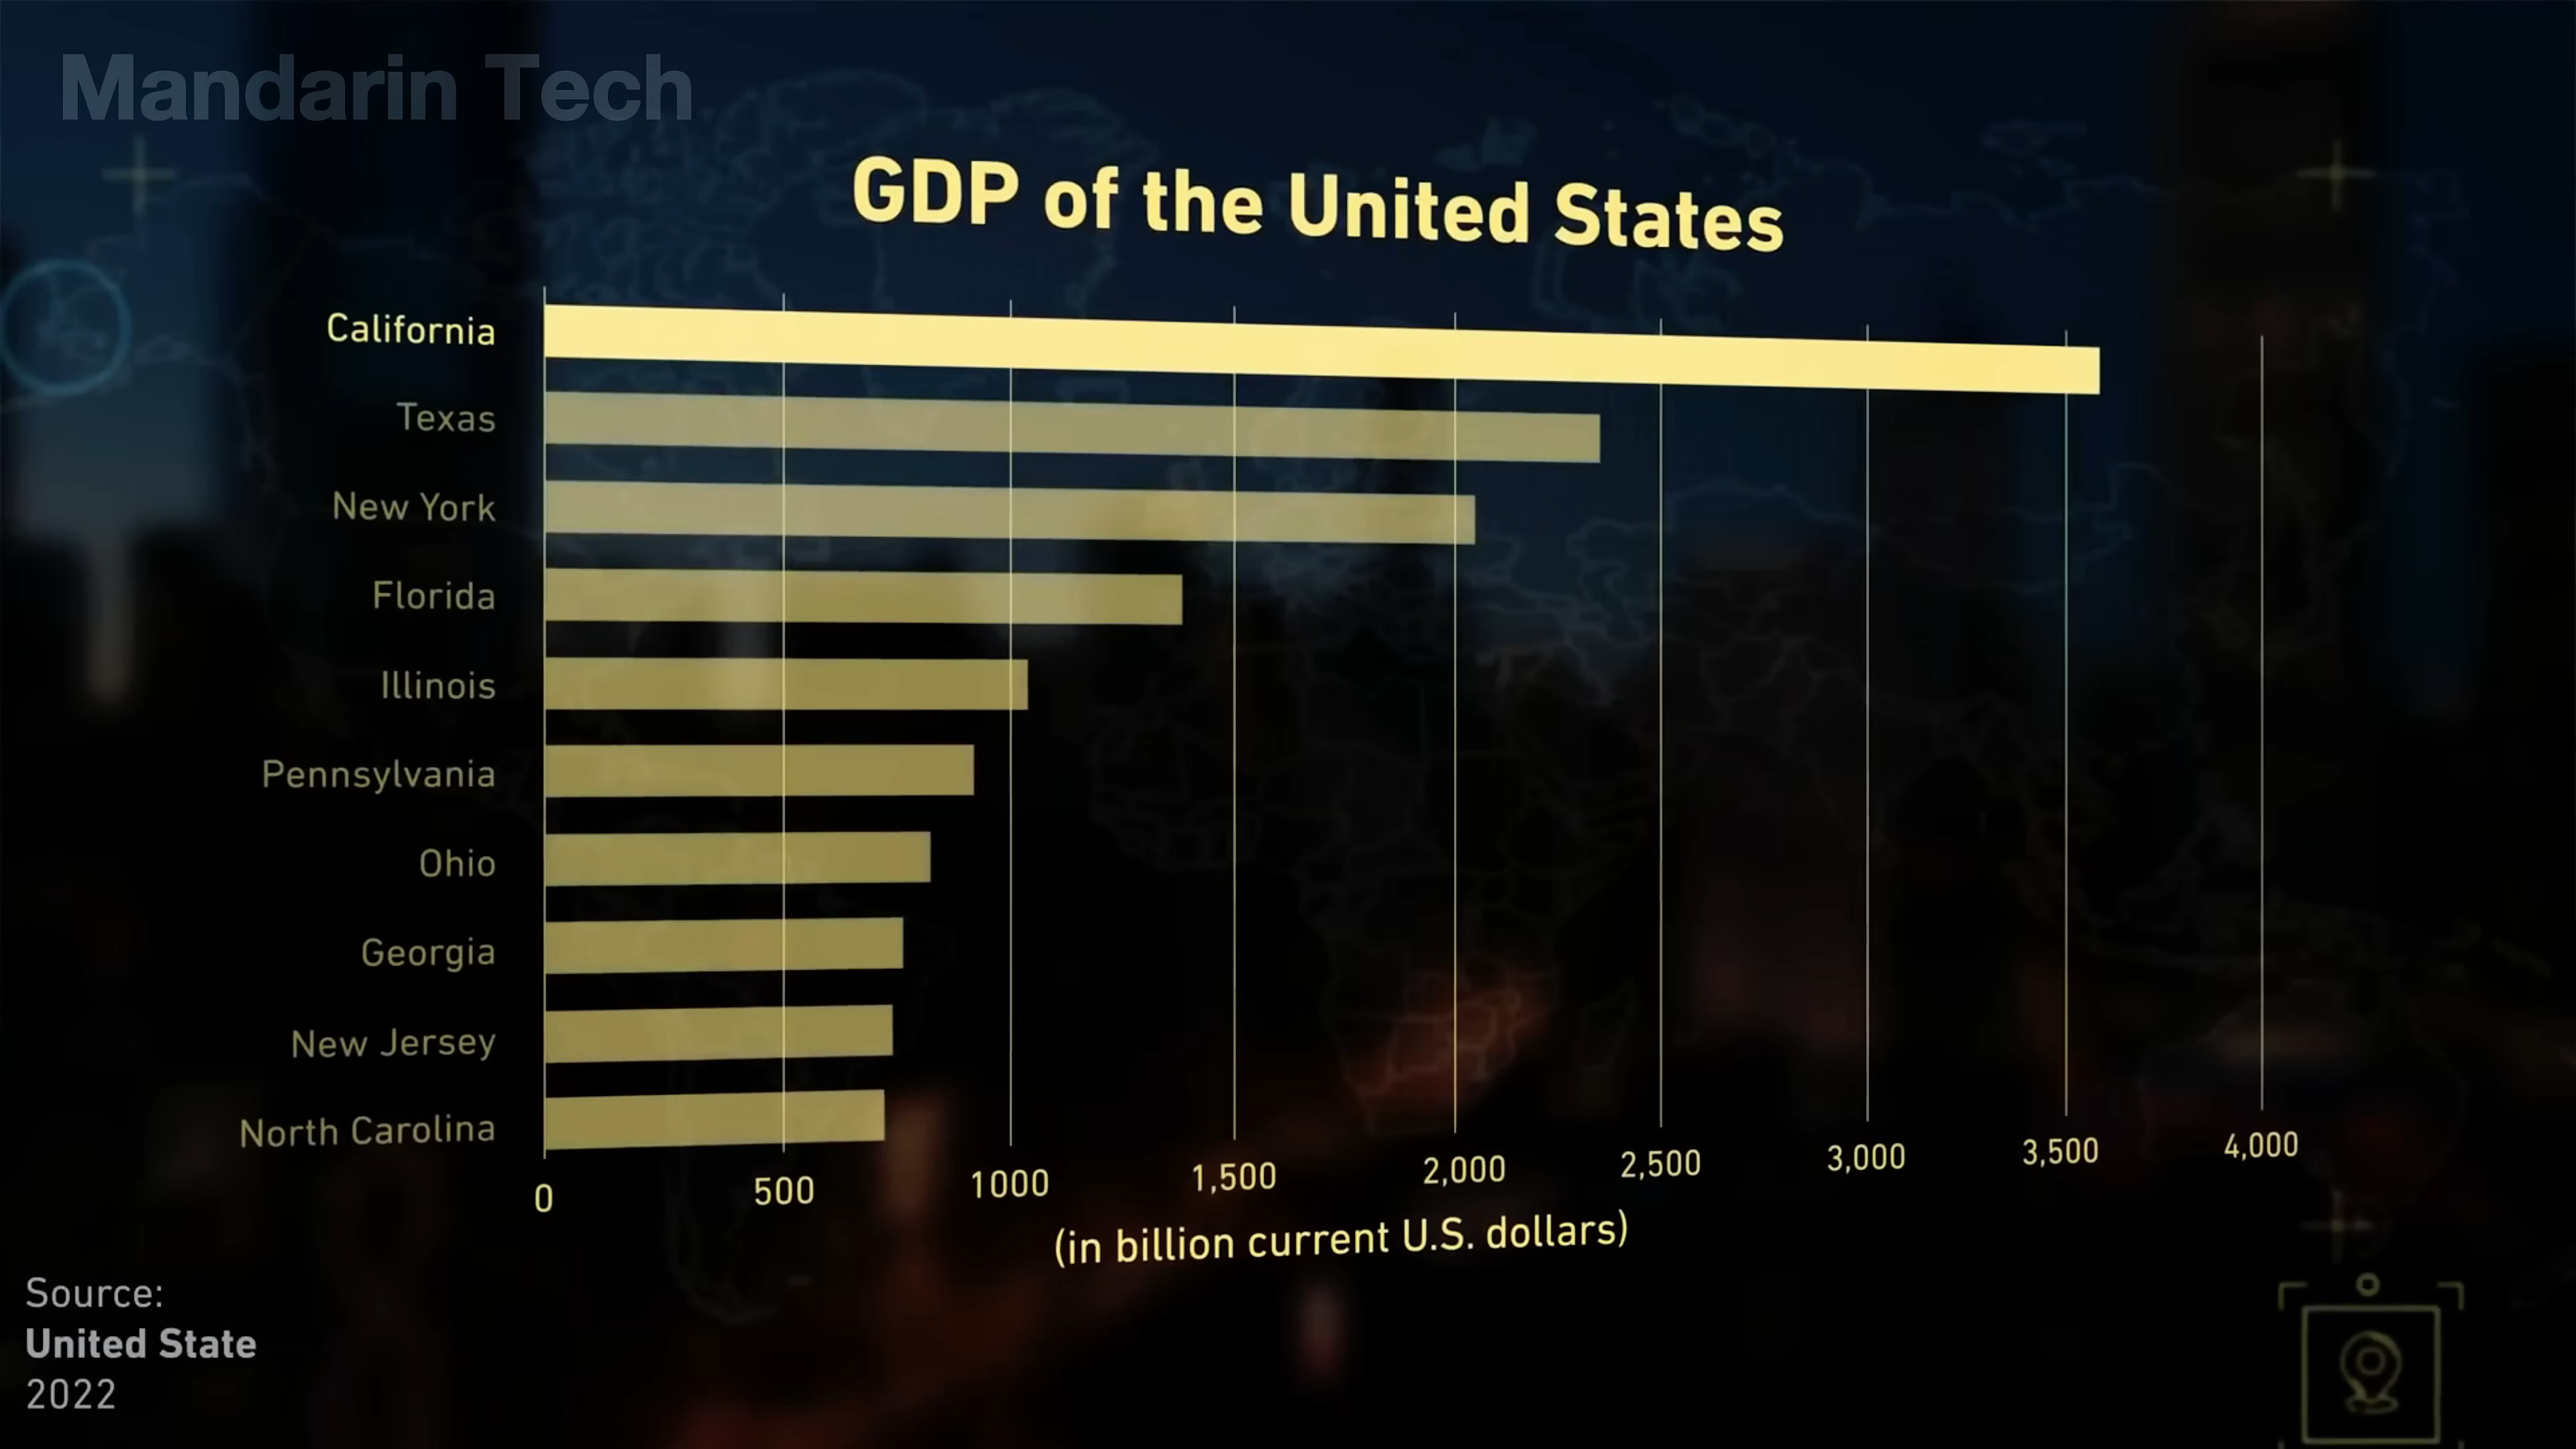 Mandarin Tech
GDP of the United States
California
Texas
New York
Florida
Illinois
Pennsylvania
Ohio
Georgia
New Jersey
North Carolina
0 500 1000 1,500 2,000 2,500 3,000 3,500 4,000
(in billion current U.S. dollars)
Source:
United State
2022